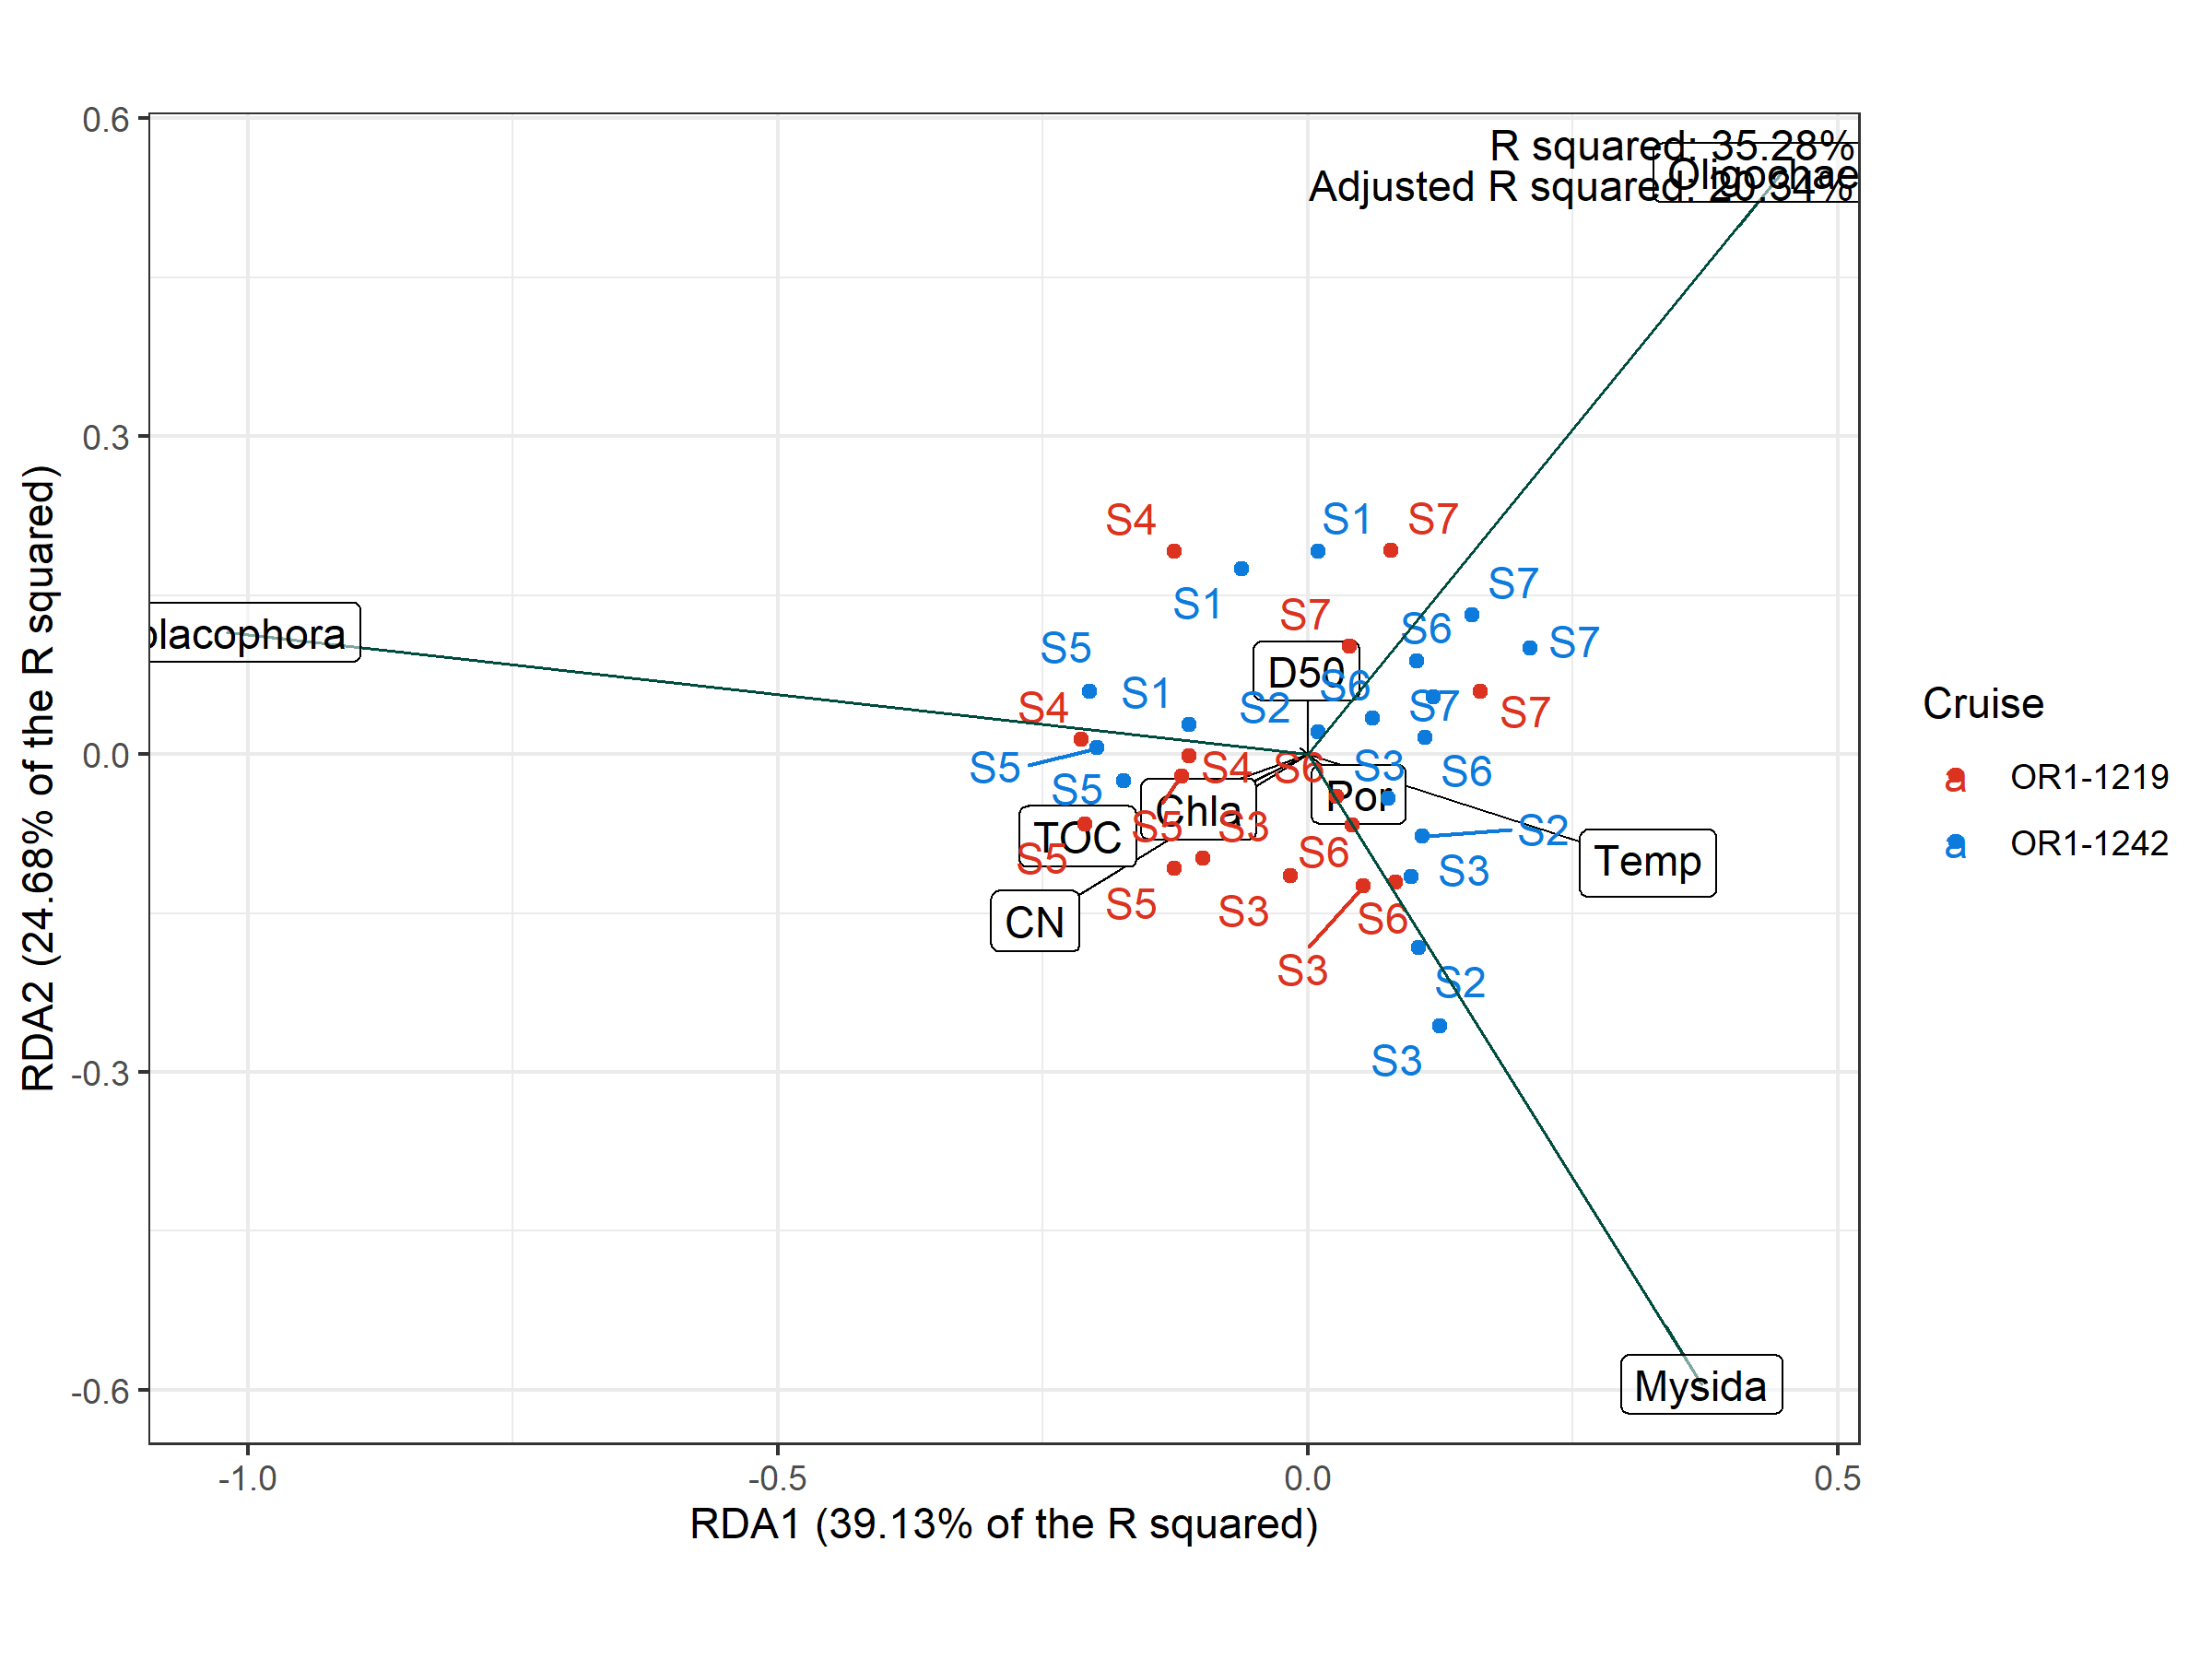 0.6
0.3
0.0
-0.3
-0.6
RDA2 (24.68% of the R squared)
R squared: 35.28%
Adjusted R squared: 20.34%
Oligochae
S4
S1
S7
S1
S7
S7
S6
S7
placophora
S5
D50
S6
S4
S1
S2
S7
S7
S5
S4
S6
S3
S6
S5
Chla
Por
TOC
S5
S3
S2
S5
S6
Temp
S3
CN
S5
S3
S6
S3
S2
S3
Mysida
-1.0
-0.5
0.0
0.5
RDA1 (39.13% of the R squared)
Cruise
a OR1-1219
a OR1-1242